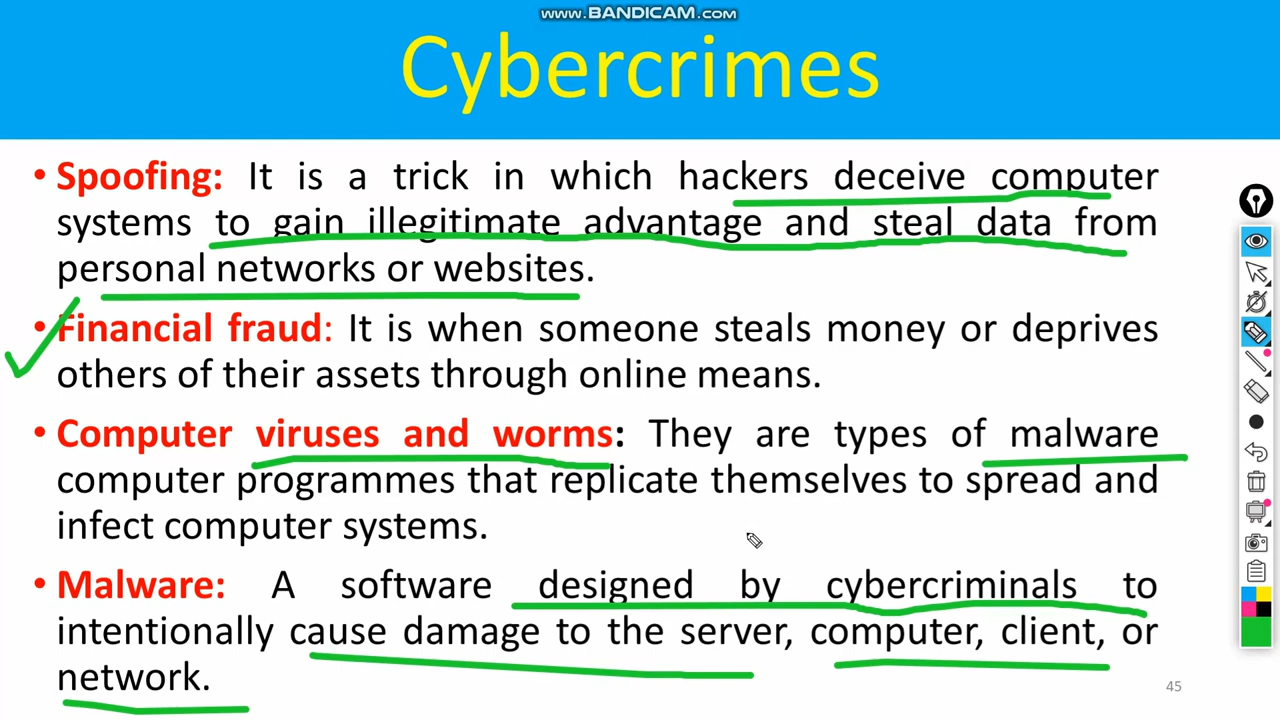 www.BANDICAM.com
Cybercrimes
• Spoofing: It is a trick in which hackers deceive computer
systems to gain illegitimate advantage and steal data from
personal networks or websites.
• Financial fraud: It is when someone steals money or deprives
others of their assets through online means.
• Computer viruses and worms: They are types of malware
computer programmes that replicate themselves to spread and
infect computer systems.
• Malware: A software designed by cybercriminals to
intentionally cause damage to the server, computer, client, or
network.
45